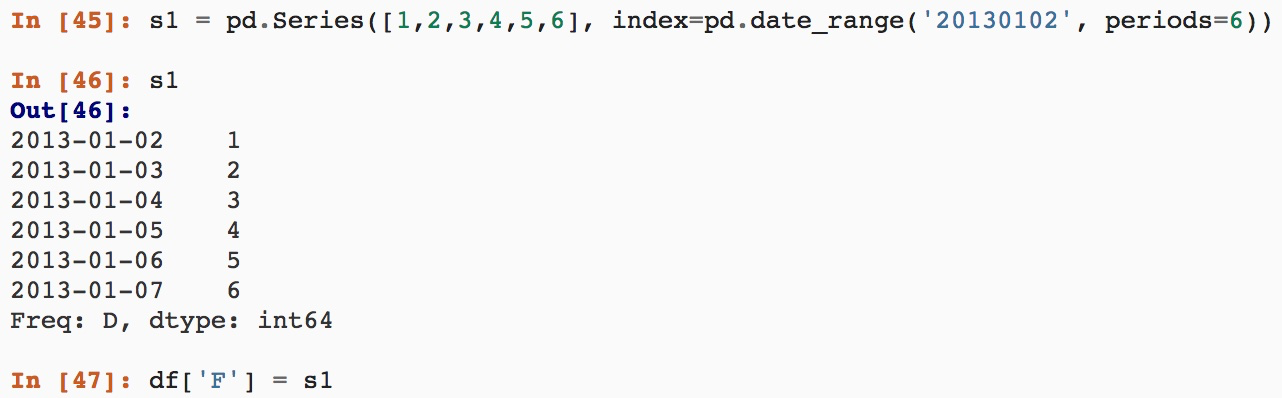 In [45]: s1 = pd.Series([1,2,3,4,5,6], index=pd.date_range('20130102', periods=6))
In [46]: s1
Out[46]:
2013-01-02    1
2013-01-03    2
2013-01-04    3
2013-01-05    4
2013-01-06    5
2013-01-07    6
Freq: D, dtype: int64
In [47]: df['F'] = s1